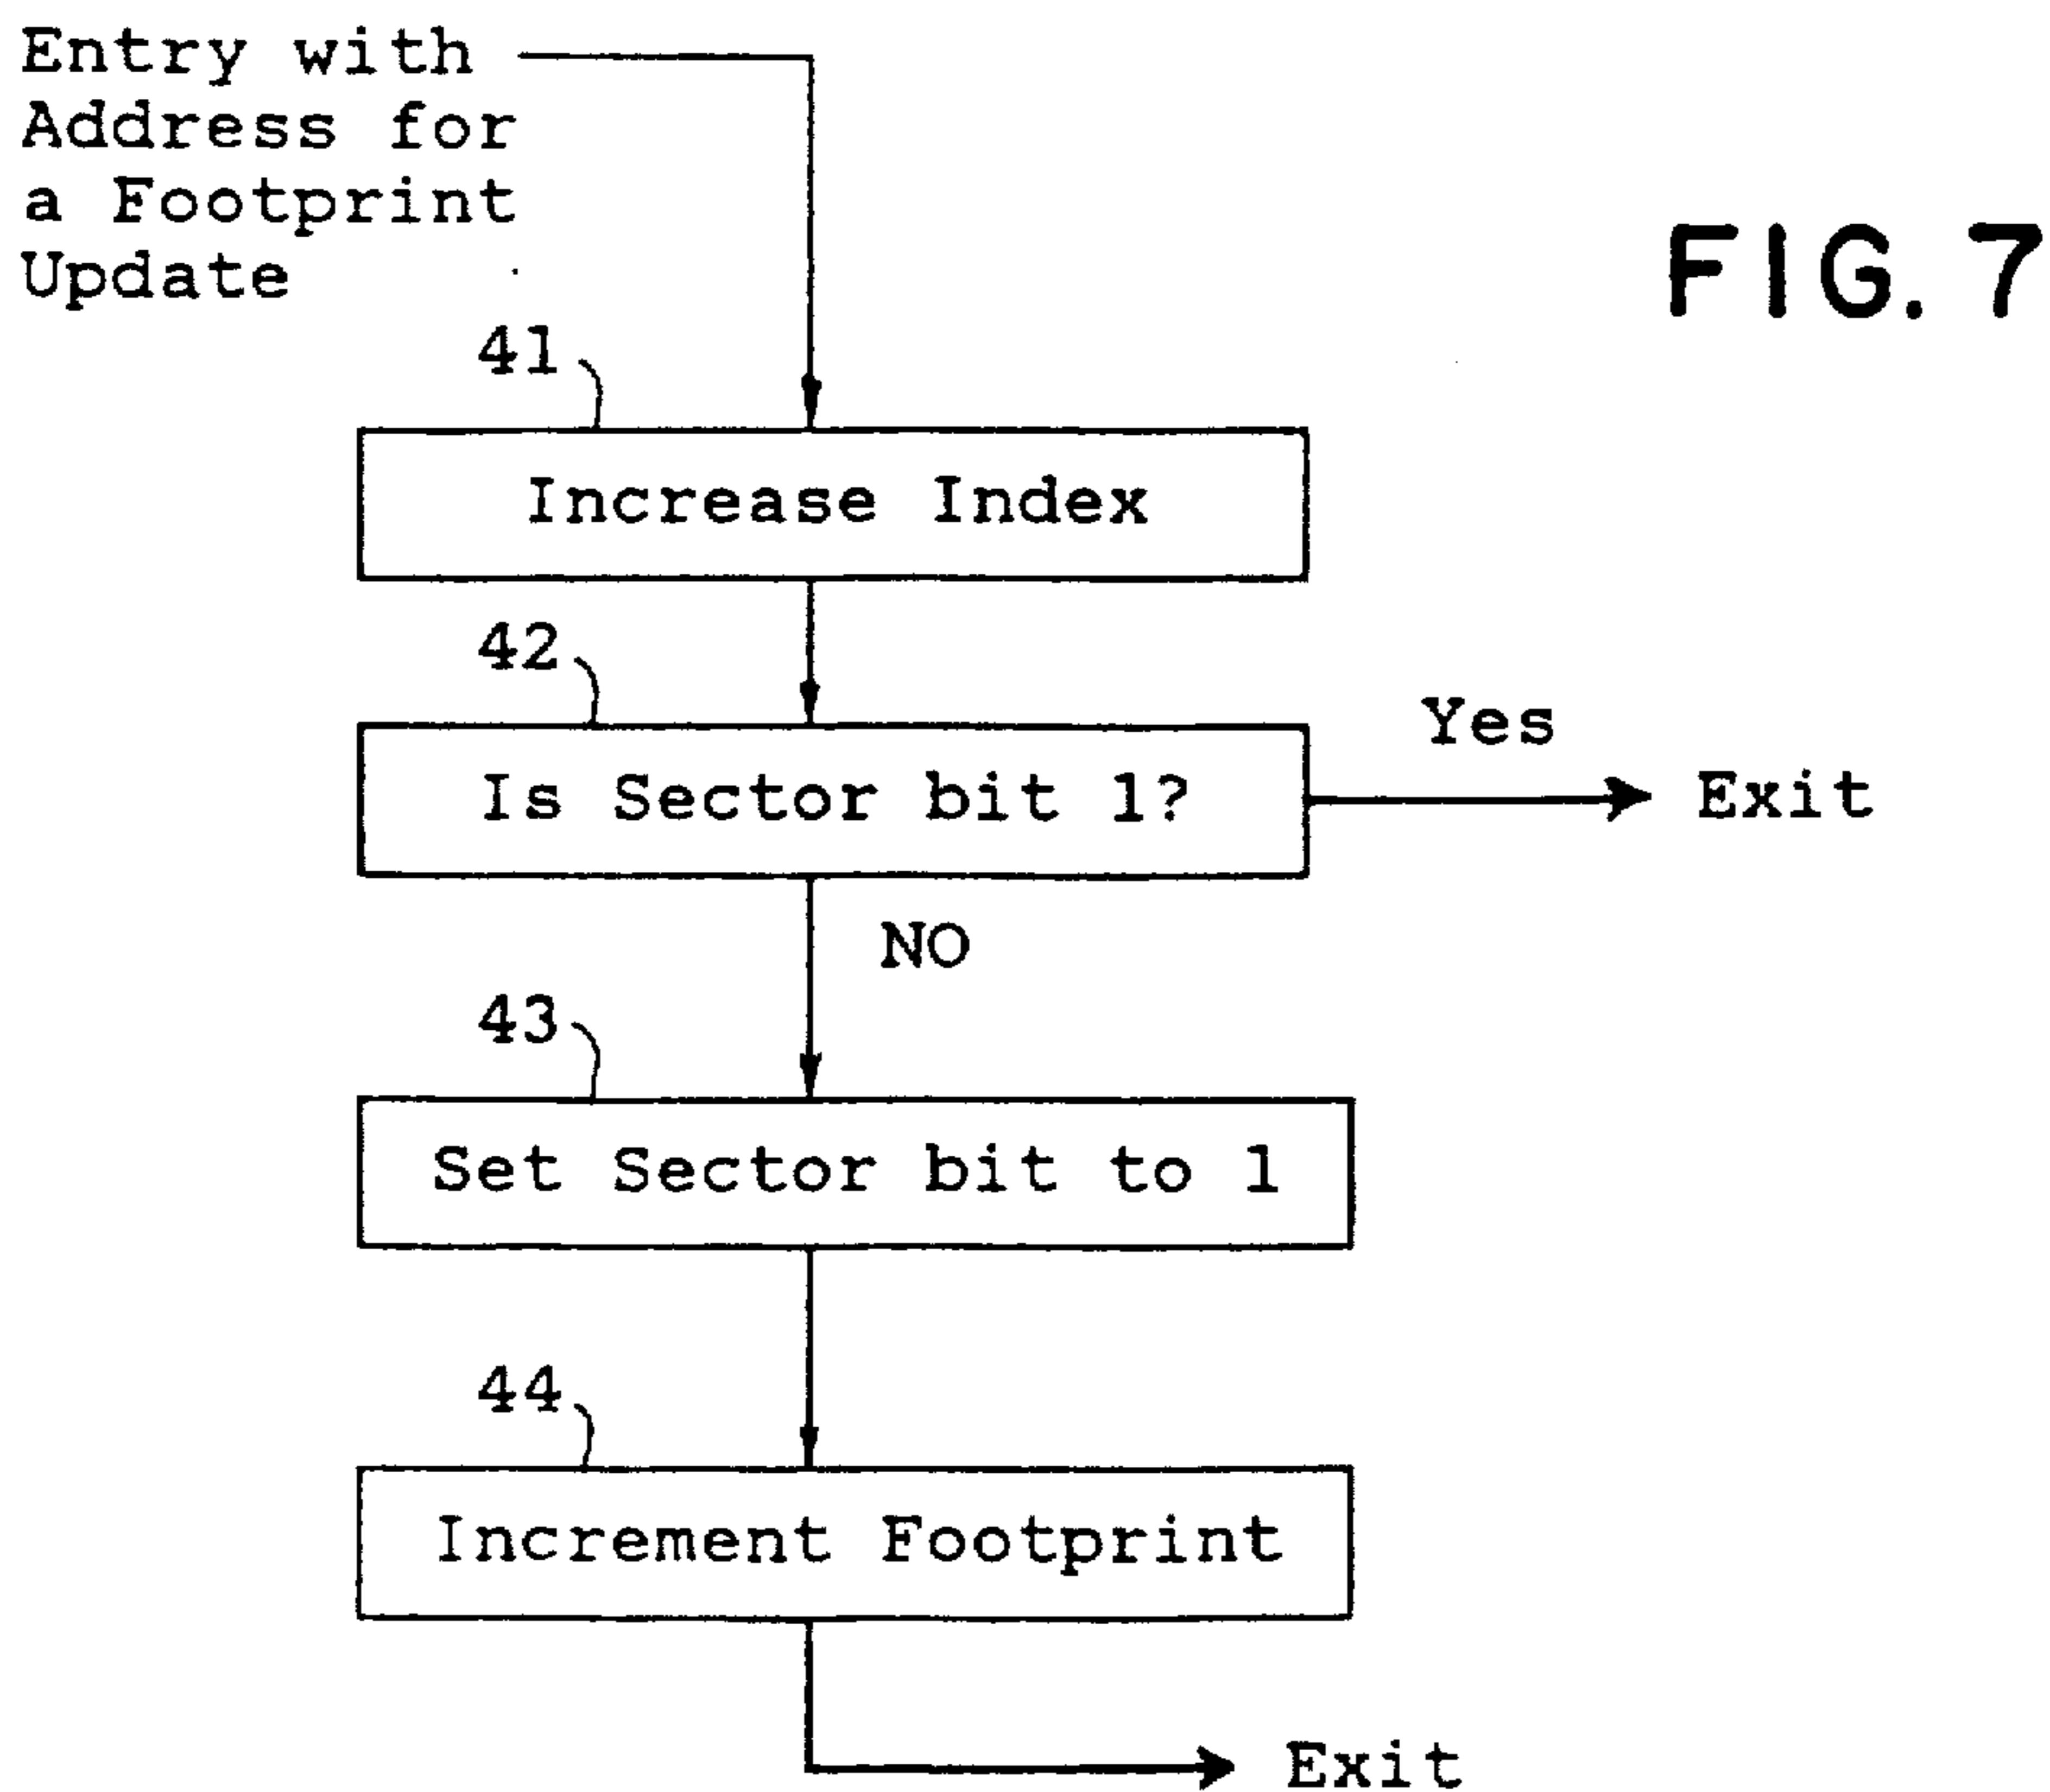 Entry with
Address for
a Footprint
Update
FIG. 7
41
Increase Index
42
Is Sector bit 1?
Yes
Exit
NO
43
Set Sector bit to 1
44
Increment Footprint
Exit